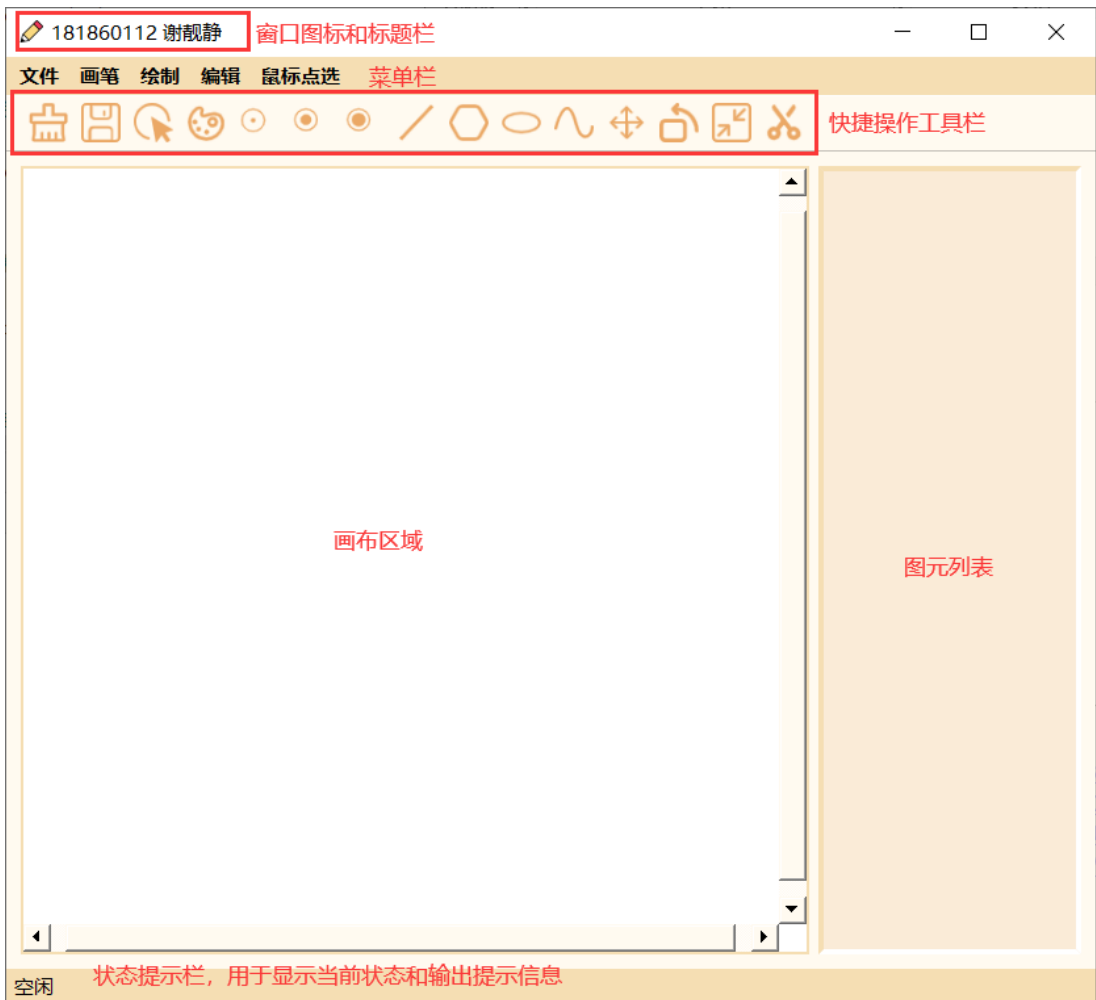 181860112 谢靓静 窗口图标和标题栏
文件 画笔 绘制 编辑 鼠标点选 菜单栏
快捷操作工具栏
画布区域
图元列表
空闲 状态提示栏，用于显示当前状态和输出提示信息